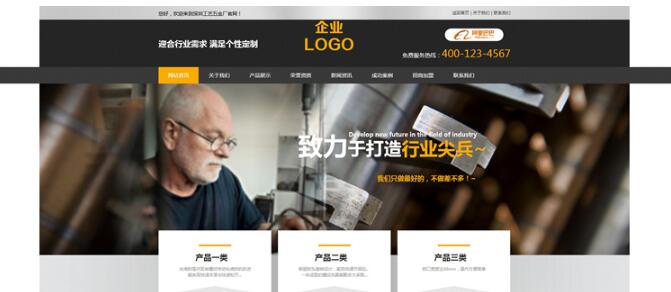 您好，欢迎来到深圳工艺五金厂官网！
返回首页 | 关于我们 | 联系我们
迎合行业需求 满足个性定制
企业
LOGO
阿里巴巴
免费服务热线：400-123-4567
网站首页 关于我们 产品展示 荣誉资质 新闻资讯 成功案例 招商加盟 联系我们
Develop new future in the field of industry
致力于打造行业尖兵~
我们只做最好的，不做差不多！~
产品一类 产品二类 产品三类